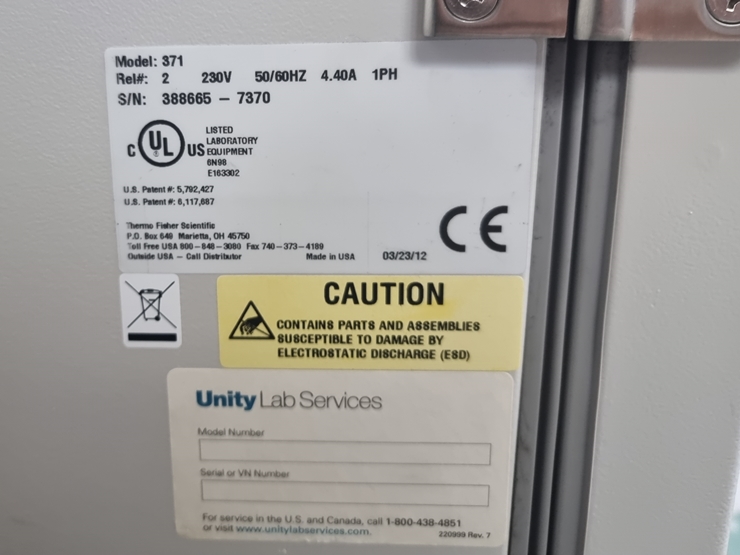 Model: 371
Rel#: 2 230V 50/60HZ 4.40A 1PH
S/N: 388665 - 7370
C UL US
LISTED
LABORATORY
EQUIPMENT
6N98
E163302
U.S. Patent #: 5,792,427
U.S. Patent #: 6,117,687
Thermo Fisher Scientific
P.O. Box 649 Marietta, OH 45750
Toll Free USA 800-848-3080 Fax 740-373-4189
Outside USA - Call Distributor Made in USA 03/23/12
CE
CAUTION
CONTAINS PARTS AND ASSEMBLIES
SUSCEPTIBLE TO DAMAGE BY
ELECTROSTATIC DISCHARGE (ESD)
Unity Lab Services
Model Number
Serial or VN Number
For service in the U.S. and Canada, call 1-800-438-4851
or visit www.unitylabservices.com.
220999 Rev. 7